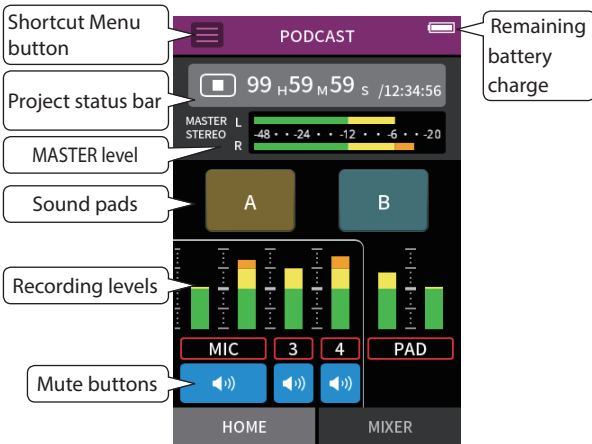 Shortcut Menu
button
PODCAST
Remaining
battery
charge
Project status bar
99 H 59 M 59 S /12:34:56
MASTER
STEREO
L
-48 • • -24 • • -12 • • -6 • • -20
R
MASTER level
Sound pads
A
B
Recording levels
MIC
3
4
PAD
Mute buttons
HOME
MIXER